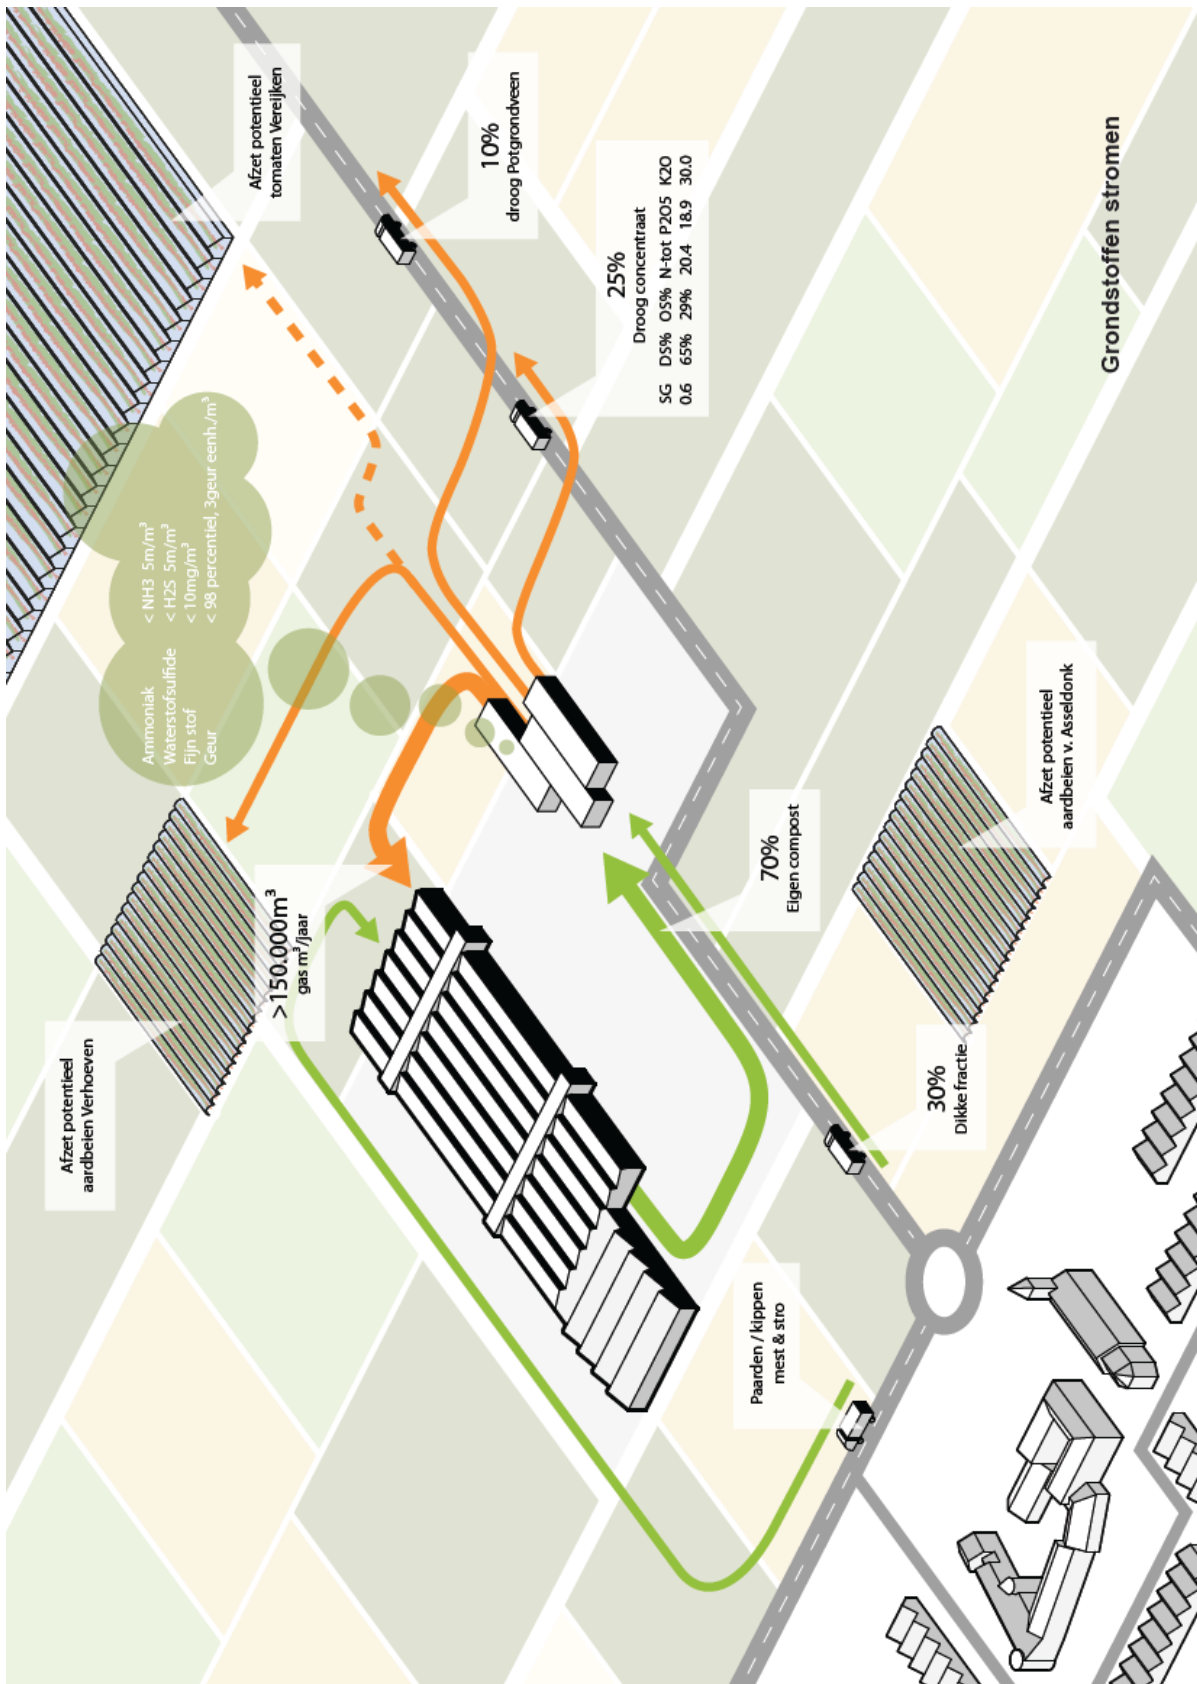 Afzet potentieel
aardbeien Verhoeven
>150.000m³
gas m³/jaar
Ammoniak < NH3 5m/m³
Waterstofsulfide < H2S 5m/m³
Fijn stof < 10mg/m³
Geur < 98 percentiel, 3geur eenh./m³
Afzet potentieel
tomaten Vereijken
10%
droog Potgrondveen
25%
Droog concentraat
SG DS% OS% N-tot P2O5 K2O
0.6 65% 29% 20.4 18.9 30.0
Paarden / kippen
mest & stro
70%
Eigen compost
30%
Dikke fractie
Afzet potentieel
aardbeien v. Asseldonk
Grondstoffen stromen